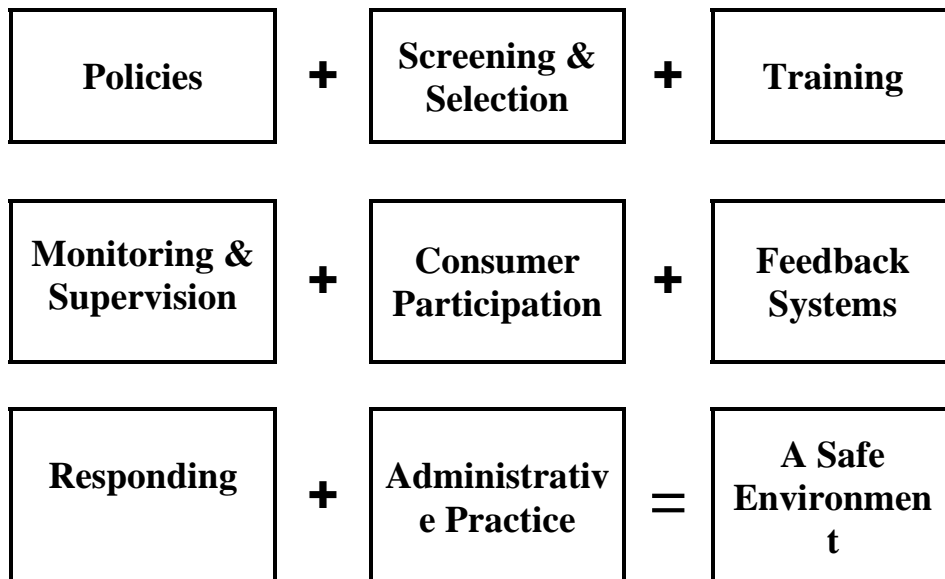 Policies + Screening & + Training
Selection
Monitoring & + Consumer + Feedback
Supervision Participation Systems
Responding + Administrativ = A Safe
e Practice Environmen
t